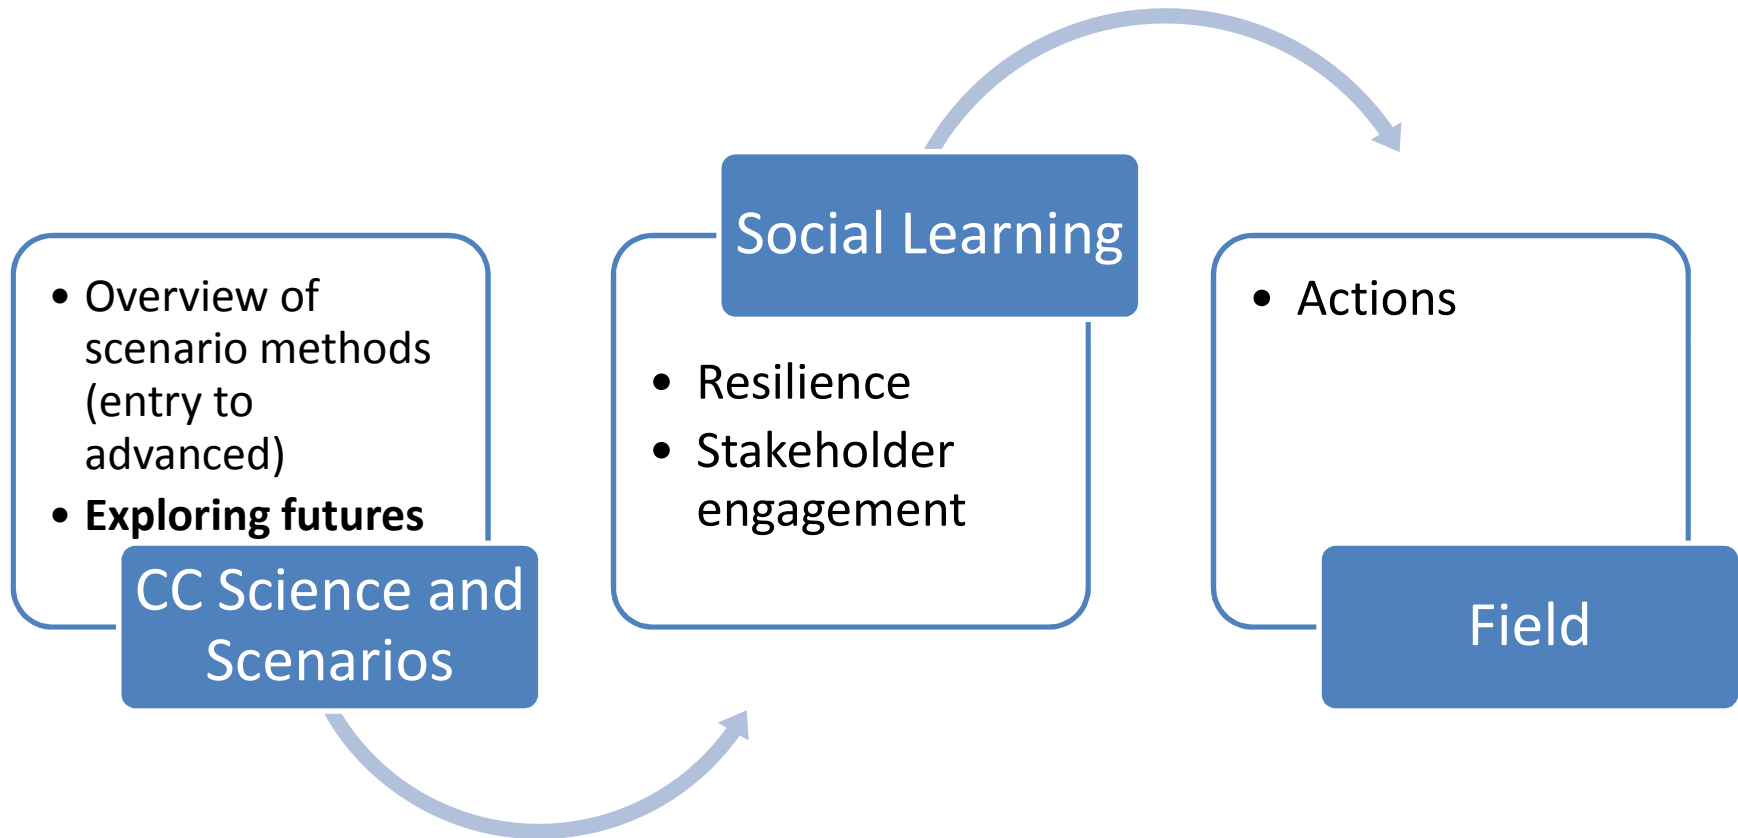 • Overview of
scenario methods
(entry to
advanced)
• Exploring futures
CC Science and
Scenarios
Social Learning
• Resilience
• Stakeholder
engagement
• Actions
Field